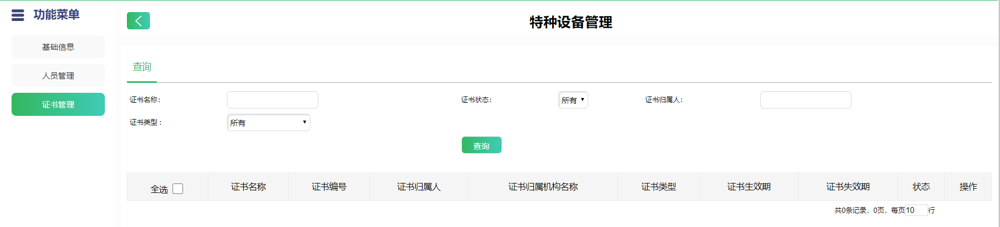 功能菜单
特种设备管理
基础信息
人员管理
证书管理
查询
证书名称：
证书状态：
所有
证书归属人：
证书类型：
所有
查询
全选 证书名称 证书编号 证书归属人 证书归属机构名称 证书类型 证书生效期 证书失效期 状态 操作
共0条记录，0页，每页10行